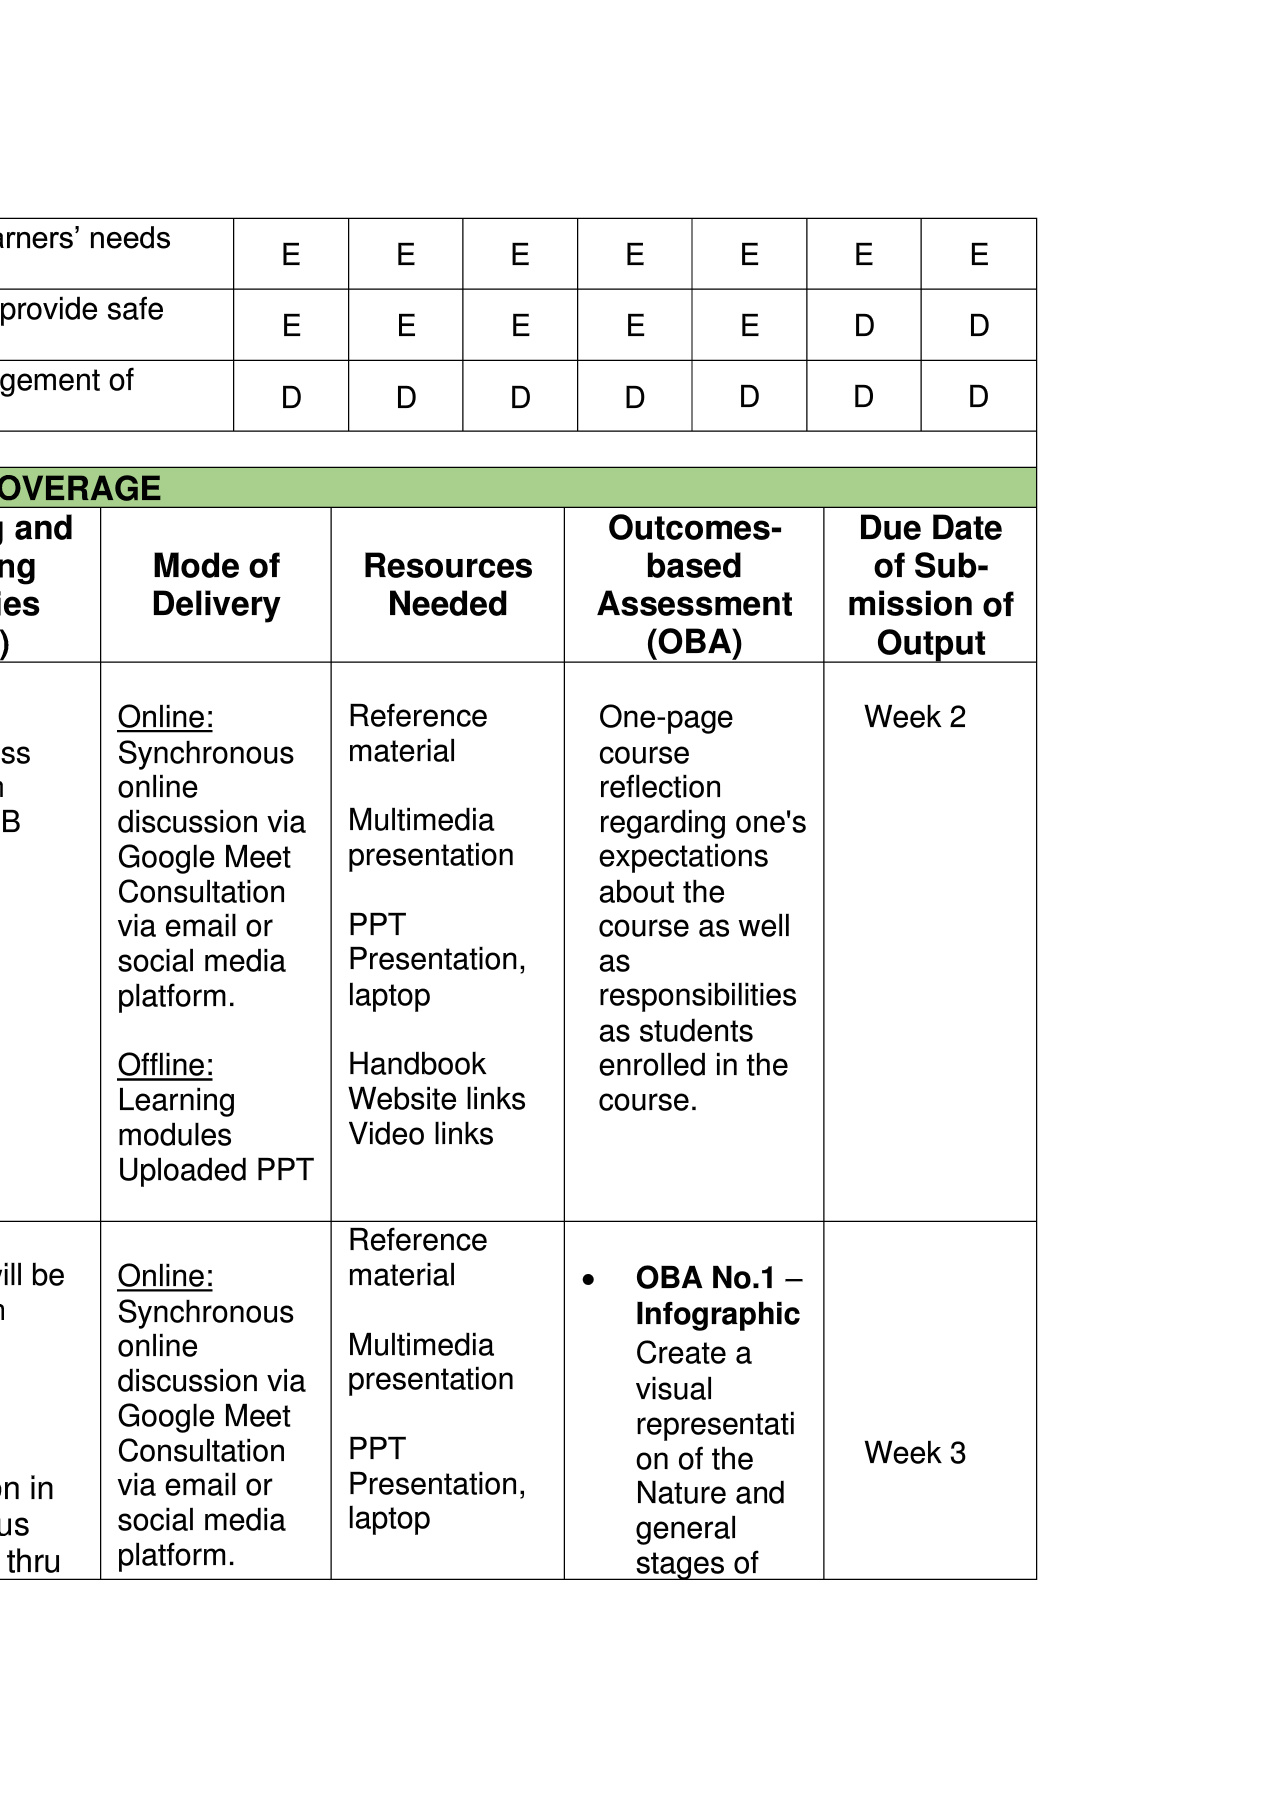 arners’ needs
E E E E E E E
provide safe
E E E E E D D
gement of
D D D D D D D
OVERAGE
g and
ng
ies
)
Mode of
Delivery
Resources
Needed
Outcomes-
based
Assessment
(OBA)
Due Date
of Sub-
mission of
Output
ss
n
B
Online:
Synchronous
online
discussion via
Google Meet
Consultation
via email or
social media
platform.
Offline:
Learning
modules
Uploaded PPT
Reference
material
Multimedia
presentation
PPT
Presentation,
laptop
Handbook
Website links
Video links
One-page
course
reflection
regarding one's
expectations
about the
course as well
as
responsibilities
as students
enrolled in the
course.
Week 2
will be
n
on in
us
thru
Online:
Synchronous
online
discussion via
Google Meet
Consultation
via email or
social media
platform.
Reference
material
Multimedia
presentation
PPT
Presentation,
laptop
• OBA No.1 –
Infographic
Create a
visual
representati
on of the
Nature and
general
stages of
Week 3